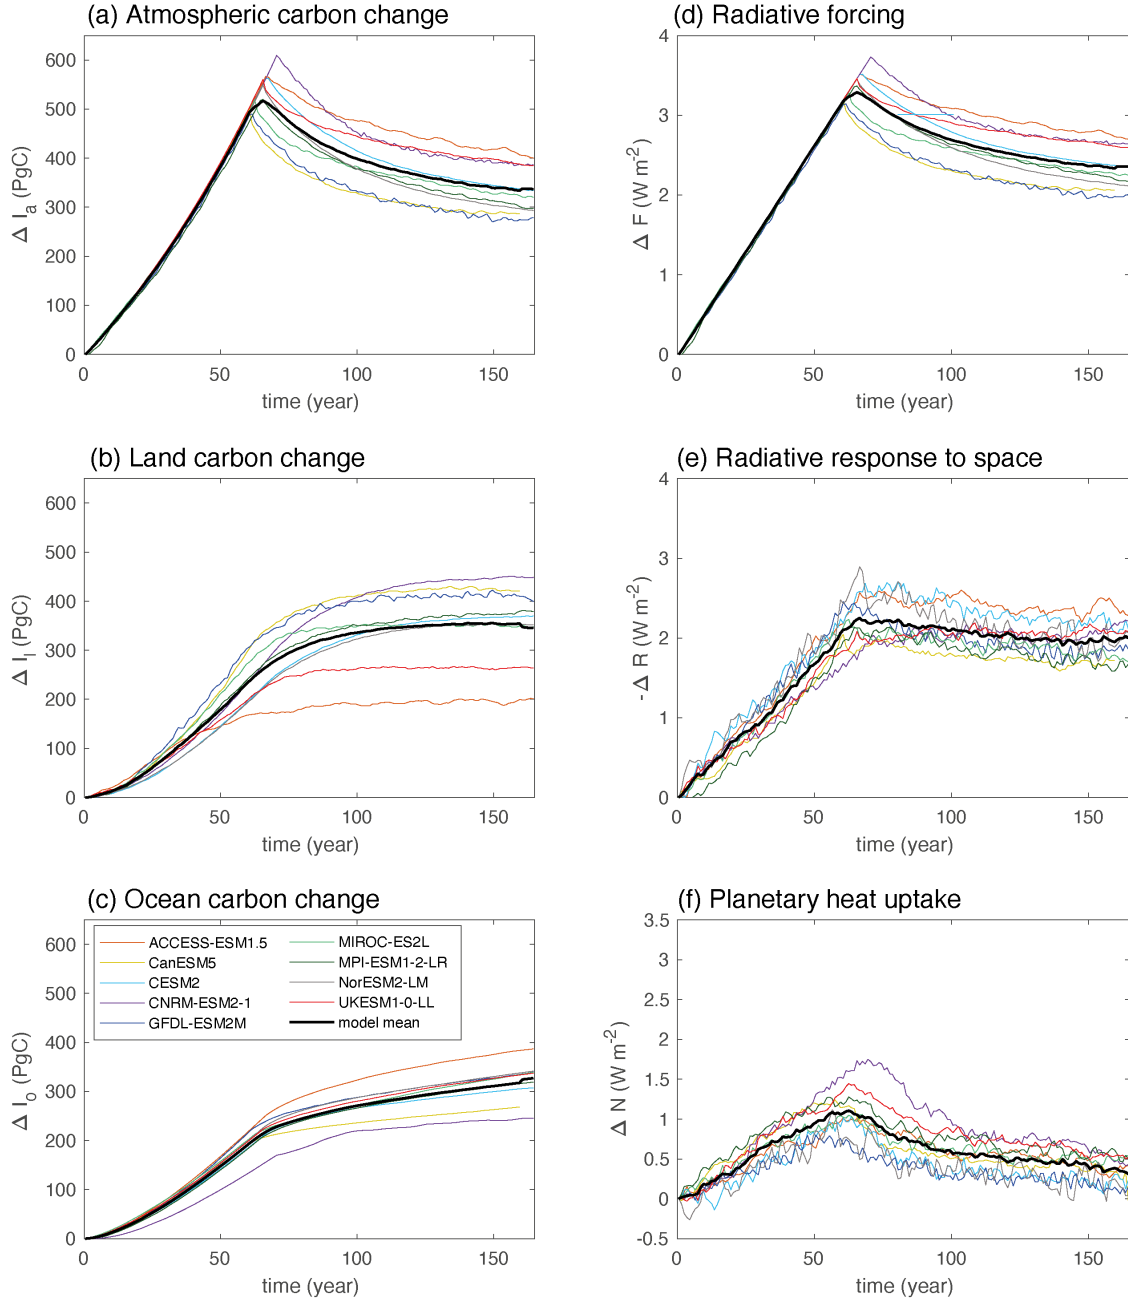 (a) Atmospheric carbon change
600
500
400
300
200
100
0
Δ Iₐ (PgC)
0 50 100 150
time (year)
(d) Radiative forcing
4
3
2
1
0
Δ F (W m⁻²)
0 50 100 150
time (year)
(b) Land carbon change
600
500
400
300
200
100
0
Δ Iₗ (PgC)
0 50 100 150
time (year)
(e) Radiative response to space
4
3
2
1
0
-Δ R (W m⁻²)
0 50 100 150
time (year)
(c) Ocean carbon change
600
500
400
300
200
100
0
Δ Iₒ (PgC)
ACCESS-ESM1.5
CanESM5
CESM2
CNRM-ESM2-1
GFDL-ESM2M
MIROC-ES2L
MPI-ESM1-2-LR
NorESM2-LM
UKESM1-0-LL
model mean
0 50 100 150
time (year)
(f) Planetary heat uptake
3.5
3
2.5
2
1.5
1
0.5
0
-0.5
Δ N (W m⁻²)
0 50 100 150
time (year)